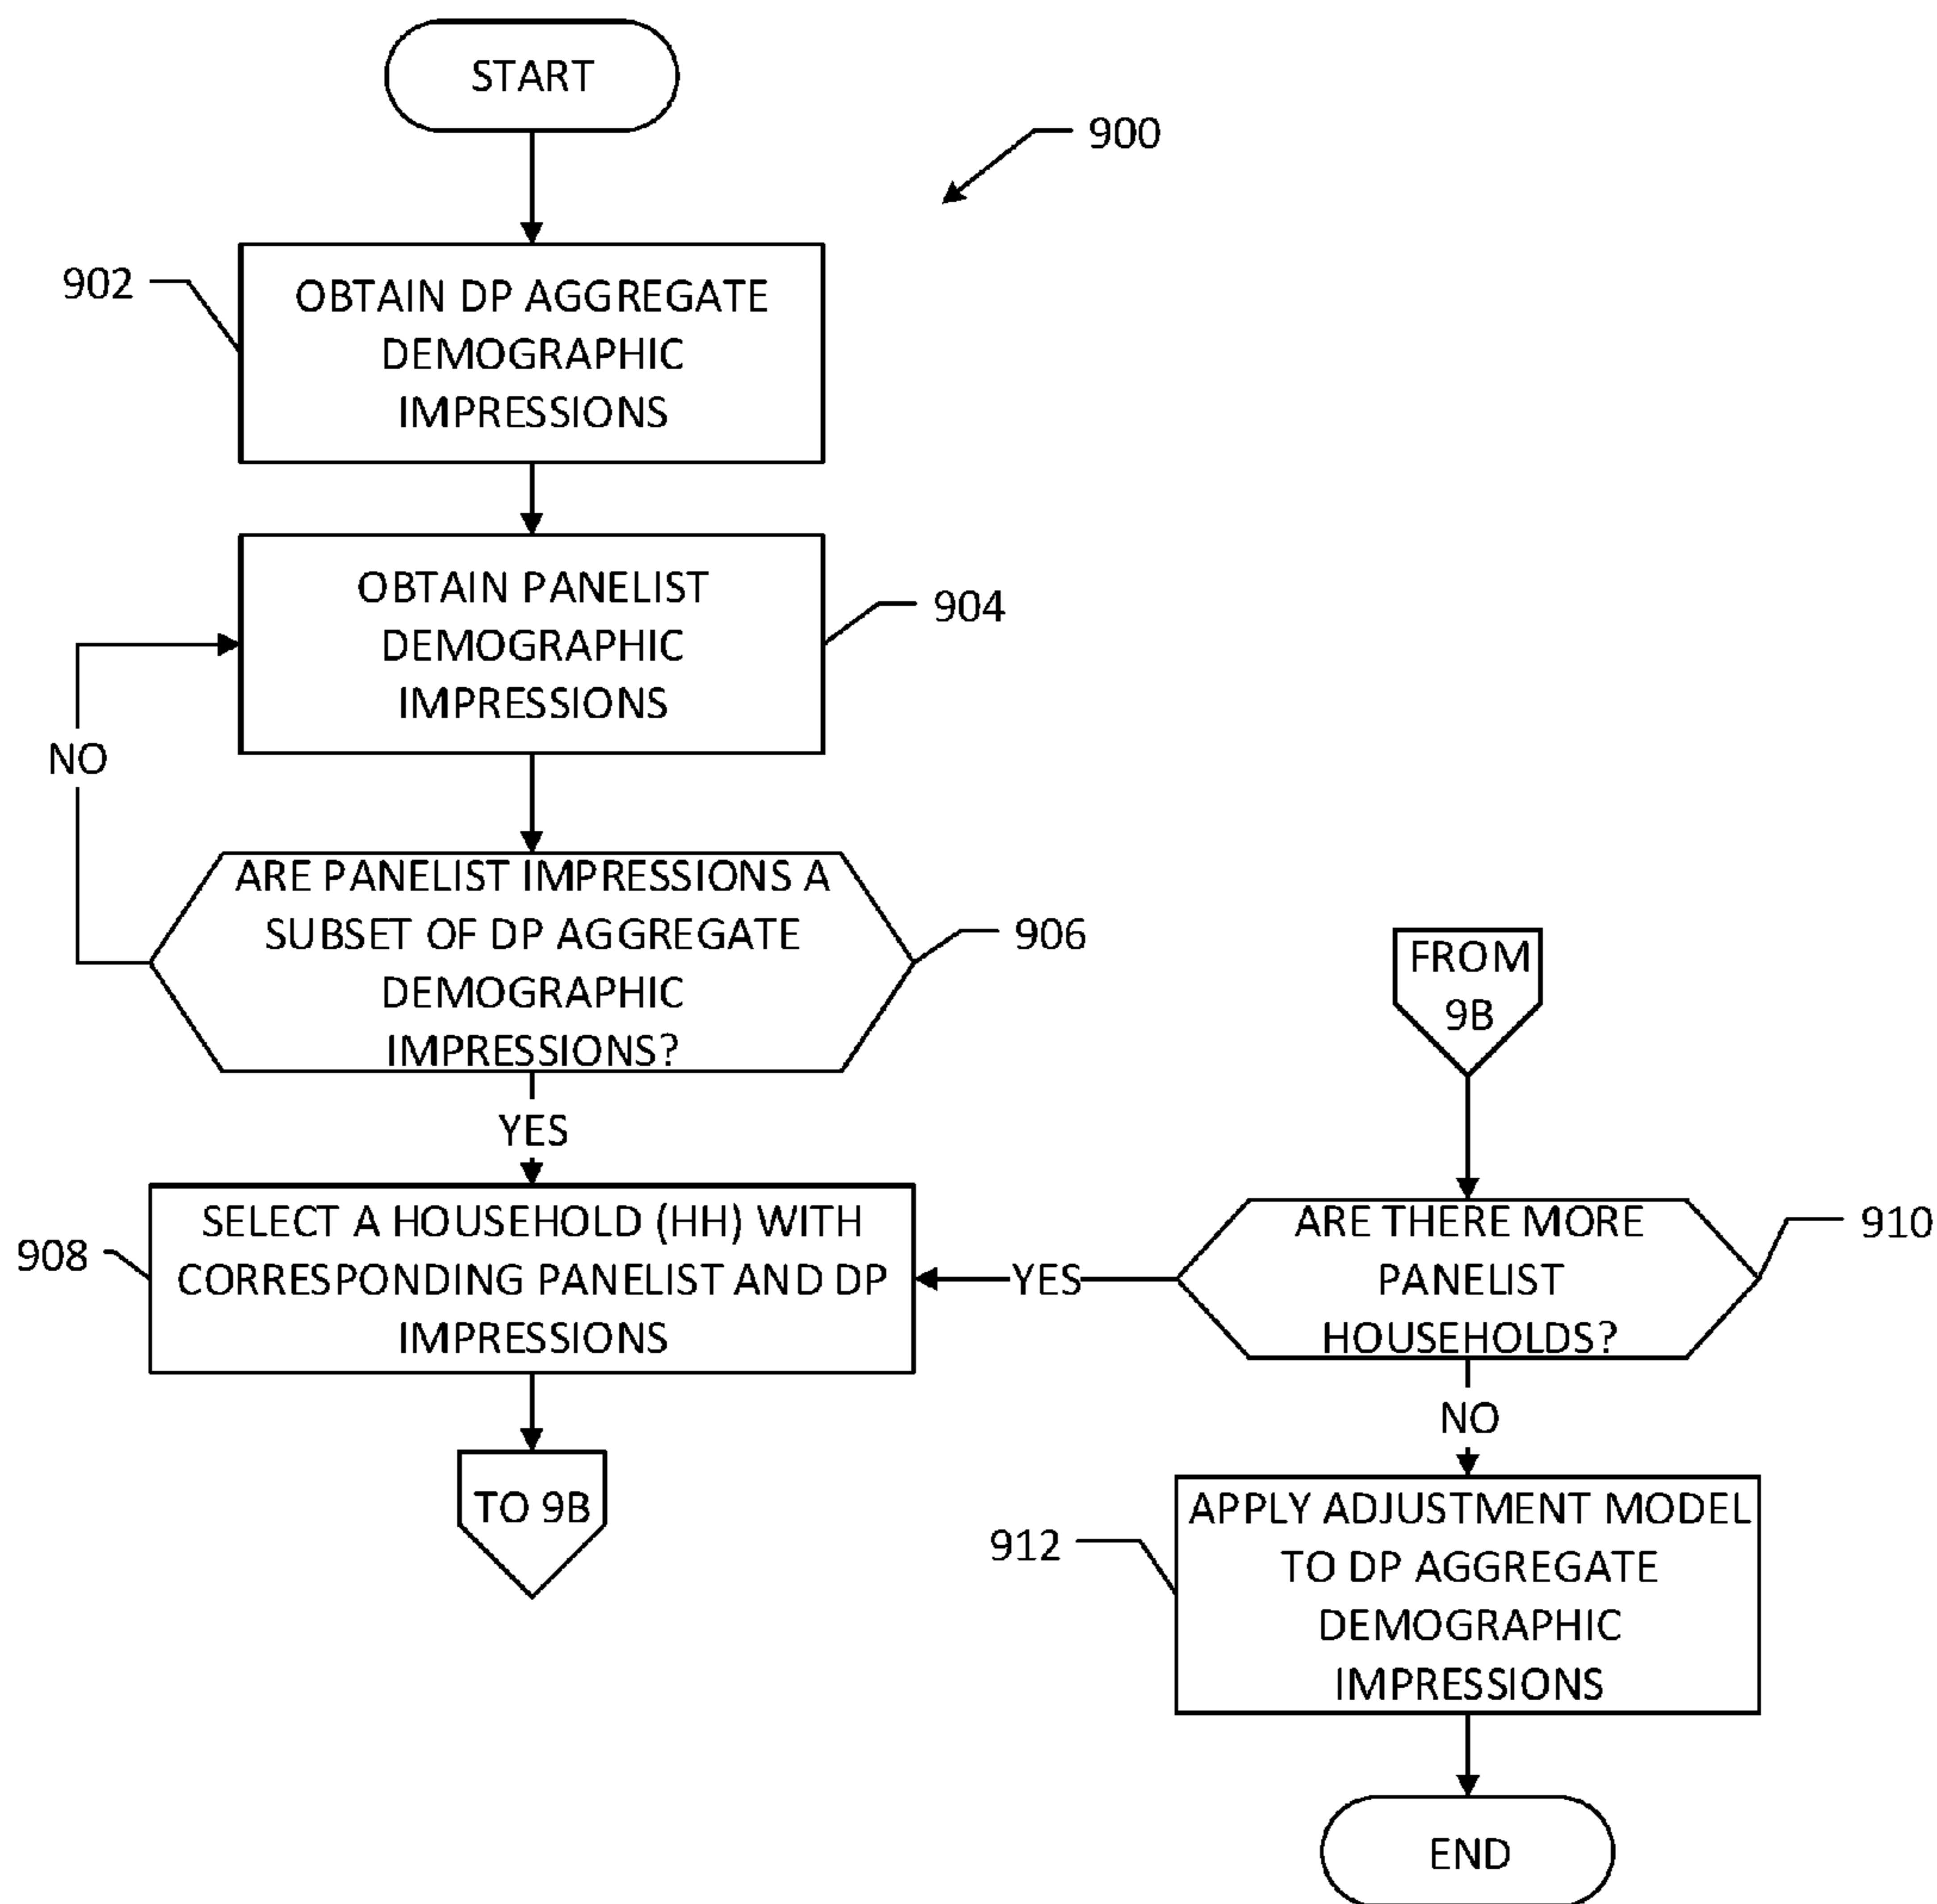 START
900
902
OBTAIN DP AGGREGATE
DEMOGRAPHIC
IMPRESSIONS
OBTAIN PANELIST
DEMOGRAPHIC
IMPRESSIONS
904
NO
ARE PANELIST IMPRESSIONS A
SUBSET OF DP AGGREGATE
DEMOGRAPHIC
IMPRESSIONS?
906
YES
908
SELECT A HOUSEHOLD (HH) WITH
CORRESPONDING PANELIST AND DP
IMPRESSIONS
TO 9B
FROM
9B
ARE THERE MORE
PANELIST
HOUSEHOLDS?
910
YES
NO
912
APPLY ADJUSTMENT MODEL
TO DP AGGREGATE
DEMOGRAPHIC
IMPRESSIONS
END